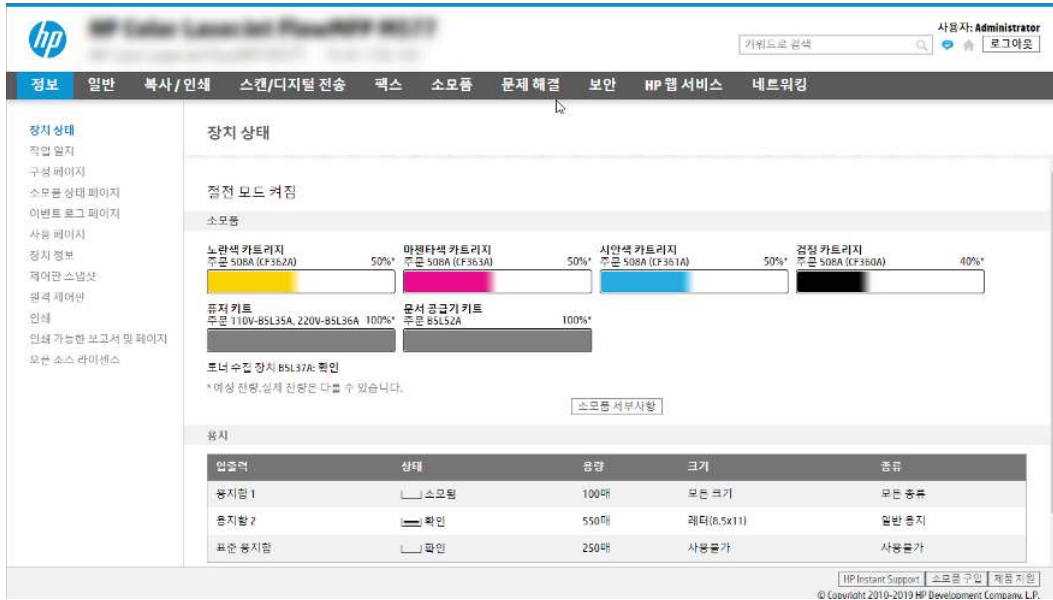 hp
사용자: Administrator
키워드로 검색
로그아웃
정보 일반 복사/인쇄 스캔/디지털 전송 팩스 소모품 문제 해결 보안 HP 웹 서비스 네트워킹
장치 상태
작업 일지
구성 페이지
소모품 상태 페이지
이벤트 로그 페이지
사용 페이지
장치 정보
제어판 스냅샷
원격 제어판
인쇄
인쇄 가능한 보고서 및 페이지
오픈 소스 라이센스
장치 상태
절전 모드 켜짐
소모품
노란색 카트리지
주문 508A (CF362A) 50%*
마젠타색 카트리지
주문 508A (CF363A) 50%*
시안색 카트리지
주문 508A (CF361A) 50%*
검정 카트리지
주문 508A (CF360A) 40%*
퓨저 키트
주문 110V-B5L35A, 220V-B5L36A 100%*
문서 공급기 키트
주문 B5L52A 100%*
토너 수집 장치 B5L37A: 확인
* 예상 잔량.실제 잔량은 다를 수 있습니다.
소모품 세부사항
용지
입출력 상태 용량 크기 종류
용지함 1 소모됨 100매 모든 크기 모든 종류
용지함 2 확인 550매 레터(8.5x11) 일반 용지
표준 용지함 확인 250매 사용불가 사용불가
HP Instant Support 소모품 구입 제품 지원
© Copyright 2010-2019 HP Development Company, L.P.